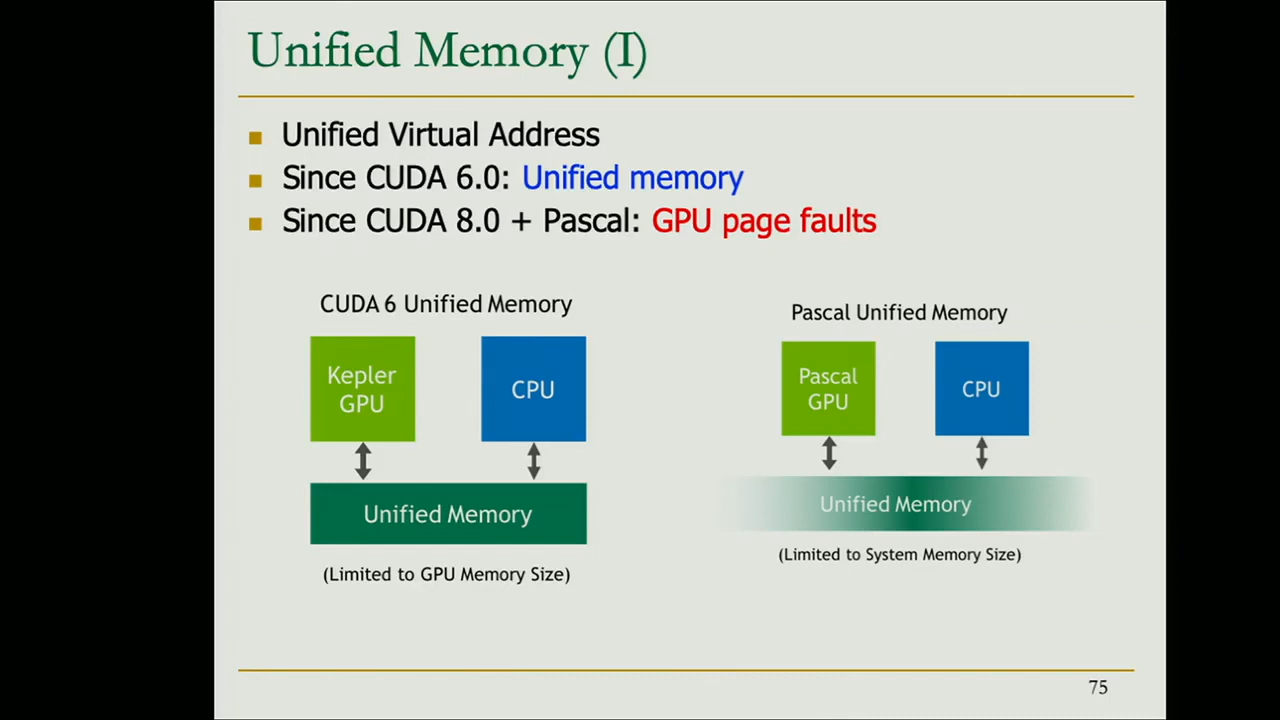 Unified Memory (I)
Unified Virtual Address
Since CUDA 6.0: Unified memory
Since CUDA 8.0 + Pascal: GPU page faults
CUDA 6 Unified Memory
Kepler
GPU
CPU
Unified Memory
(Limited to GPU Memory Size)
Pascal Unified Memory
Pascal
GPU
CPU
Unified Memory
(Limited to System Memory Size)
75